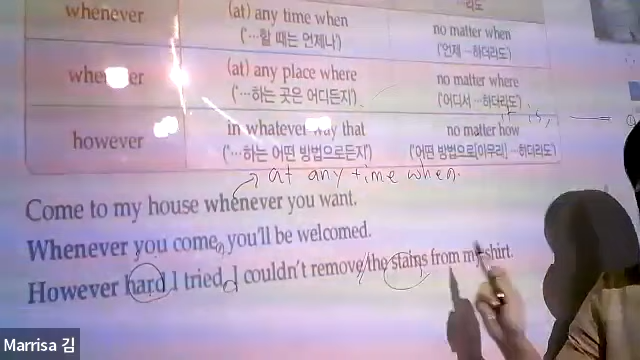 리도
whenever (at) any time when no matter when
('…할 때는 언제나') ('언제 …하더라도')
(at) any place where no matter where
('…하는 곳은 어디든지') ('어디서 …하더라도')
however in whatever way that no matter how
('…하는 어떤 방법으로든지') ('어떤 방법으로[아무리] …하더라도')
at any time when.
Come to my house whenever you want.
Whenever you come, you'll be welcomed.
However hard I tried, I couldn't remove the stains from my shirt.
Marrisa 김